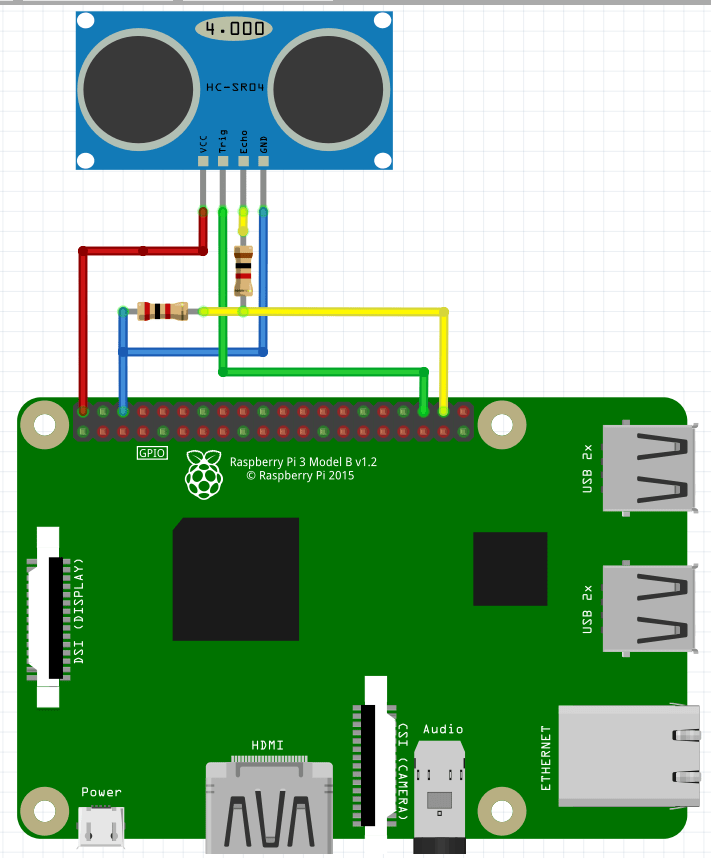 4.000
HC-SR04
VCC
Trig
Echo
GND
GPIO
Raspberry Pi 3 Model B v1.2
© Raspberry Pi 2015
USB 2x
DSI (DISPLAY)
USB 2x
CSI (CAMERA)
Audio
HDMI
ETHERNET
Power